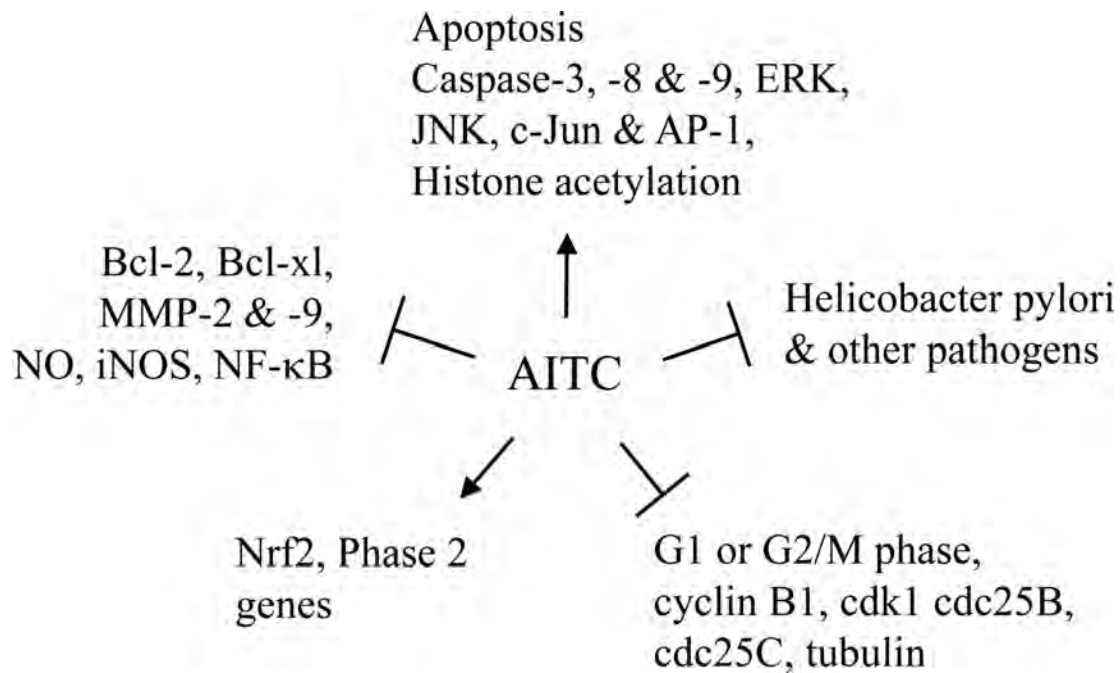 Apoptosis
Caspase-3, -8 & -9, ERK,
JNK, c-Jun & AP-1,
Histone acetylation
Bcl-2, Bcl-xl,
MMP-2 & -9,
NO, iNOS, NF-κB
Helicobacter pylori
& other pathogens
AITC
Nrf2, Phase 2
genes
G1 or G2/M phase,
cyclin B1, cdk1 cdc25B,
cdc25C, tubulin